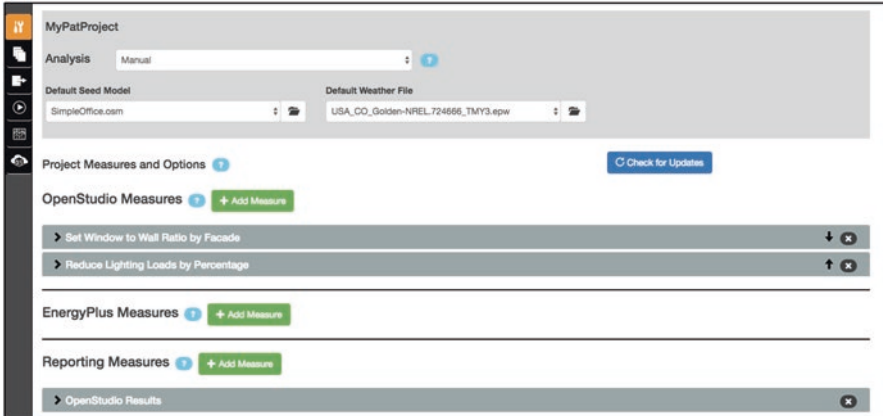 MyPatProject
Analysis Manual ?
Default Seed Model Default Weather File
SimpleOffice.osm USA_CO_Golden-NREL.724666_TMY3.epw
Project Measures and Options ? Check for Updates
OpenStudio Measures ? + Add Measure
Set Window to Wall Ratio by Facade
Reduce Lighting Loads by Percentage
EnergyPlus Measures ? + Add Measure
Reporting Measures ? + Add Measure
OpenStudio Results